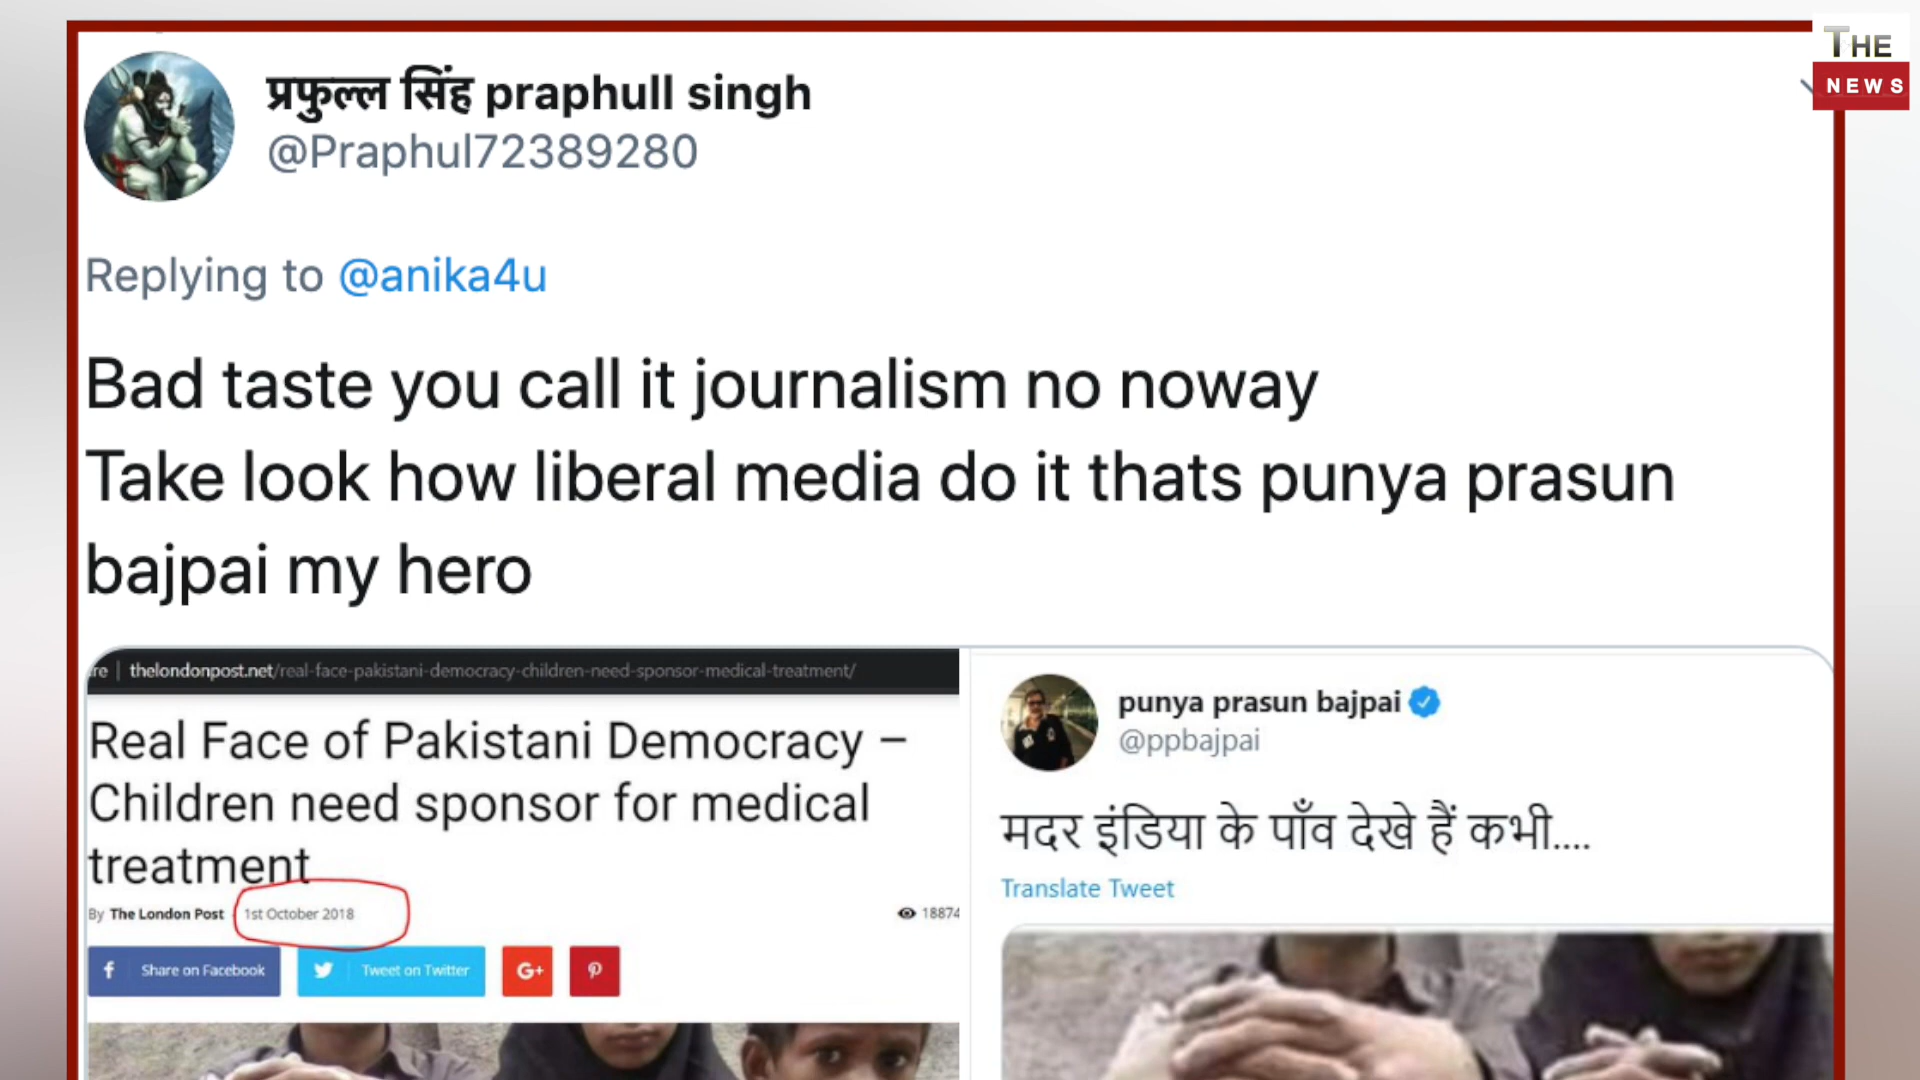 THE
NEWS
प्रफुल्ल सिंह praphull singh
@Praphul72389280
Replying to @anika4u
Bad taste you call it journalism no noway
Take look how liberal media do it thats punya prasun
bajpai my hero
re | thelondonpost.net/real-face-pakistani-democracy-children-need-sponsor-medical-treatment/
Real Face of Pakistani Democracy –
Children need sponsor for medical
treatment
By The London Post - 1st October 2018
18874
Share on Facebook
Tweet on Twitter
G+
punya prasun bajpai
@ppbajpai
मदर इंडिया के पाँव देखे हैं कभी....
Translate Tweet